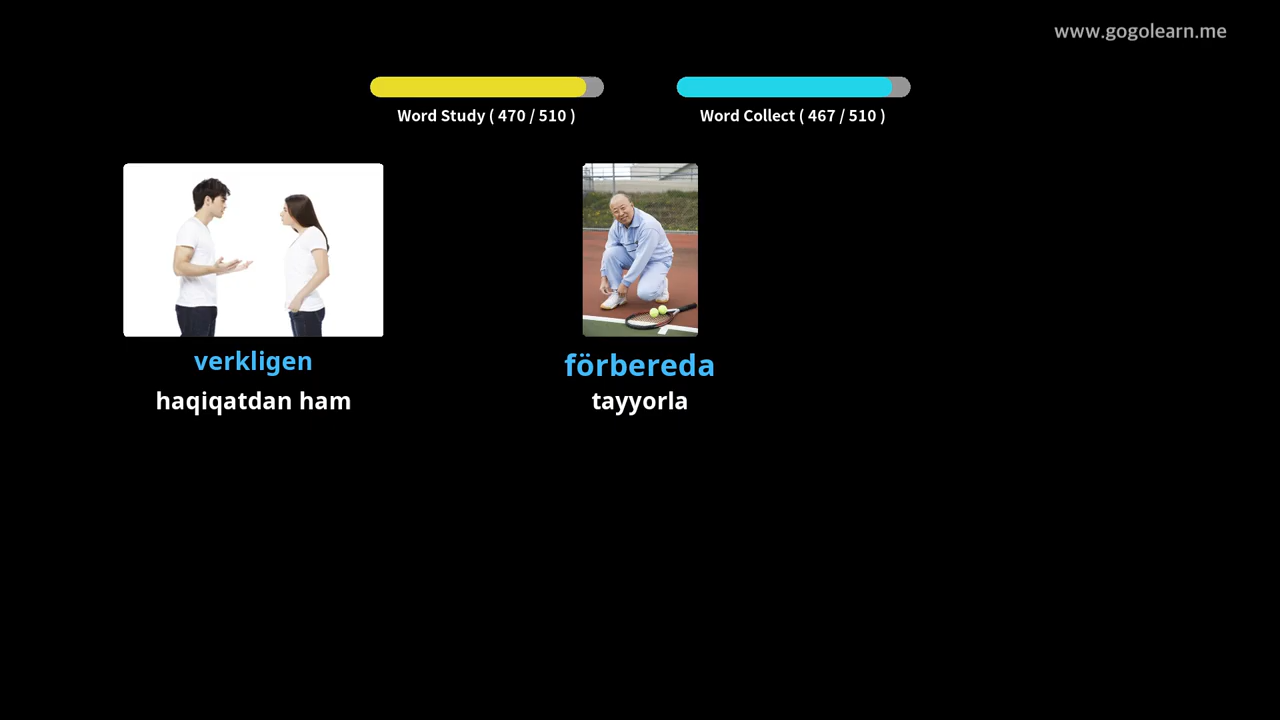 www.gogolearn.me
Word Study ( 470 / 510 )
Word Collect ( 467 / 510 )
verkligen
haqiqatdan ham
förbereda
tayyorla